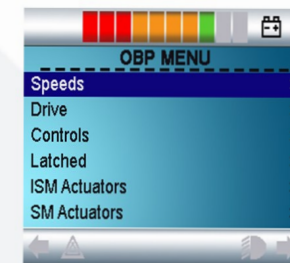 OBP MENU
Speeds
Drive
Controls
Latched
ISM Actuators
SM Actuators